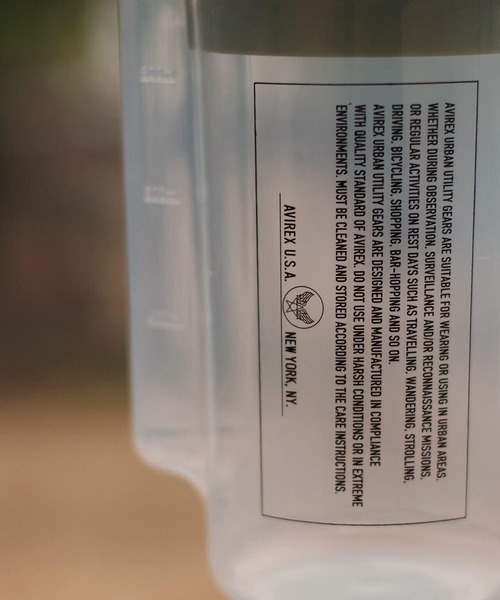 AVIREX URBAN UTILITY GEARS ARE SUITABLE FOR WEARING OR USING IN URBAN AREAS,
WHETHER DURING OBSERVATION, SURVEILLANCE AND/OR RECONNAISSANCE MISSIONS,
OR REGULAR ACTIVITIES ON REST DAYS SUCH AS TRAVELLING, WANDERING, STROLLING,
DRIVING, BICYCLING, SHOPPING, BAR-HOPPING AND SO ON.
AVIREX URBAN UTILITY GEARS ARE DESIGNED AND MANUFACTURED IN COMPLIANCE
WITH QUALITY STANDARD OF AVIREX. DO NOT USE UNDER HARSH CONDITIONS OR IN EXTREME
ENVIRONMENTS. MUST BE CLEANED AND STORED ACCORDING TO THE CARE INSTRUCTIONS.
AVIREX U.S.A. NEW YORK, NY.